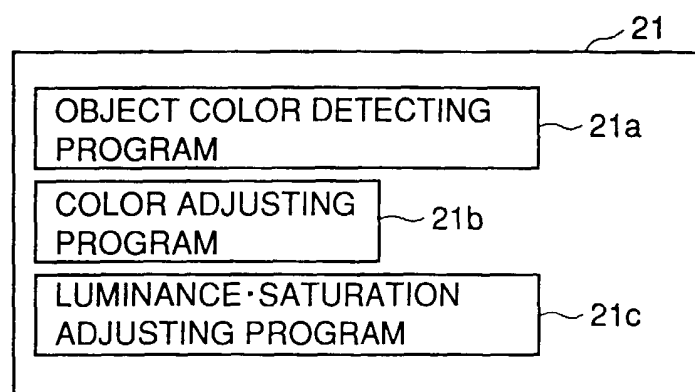 21
OBJECT COLOR DETECTING
PROGRAM
21a
COLOR ADJUSTING
PROGRAM
21b
LUMINANCE·SATURATION
ADJUSTING PROGRAM
21c